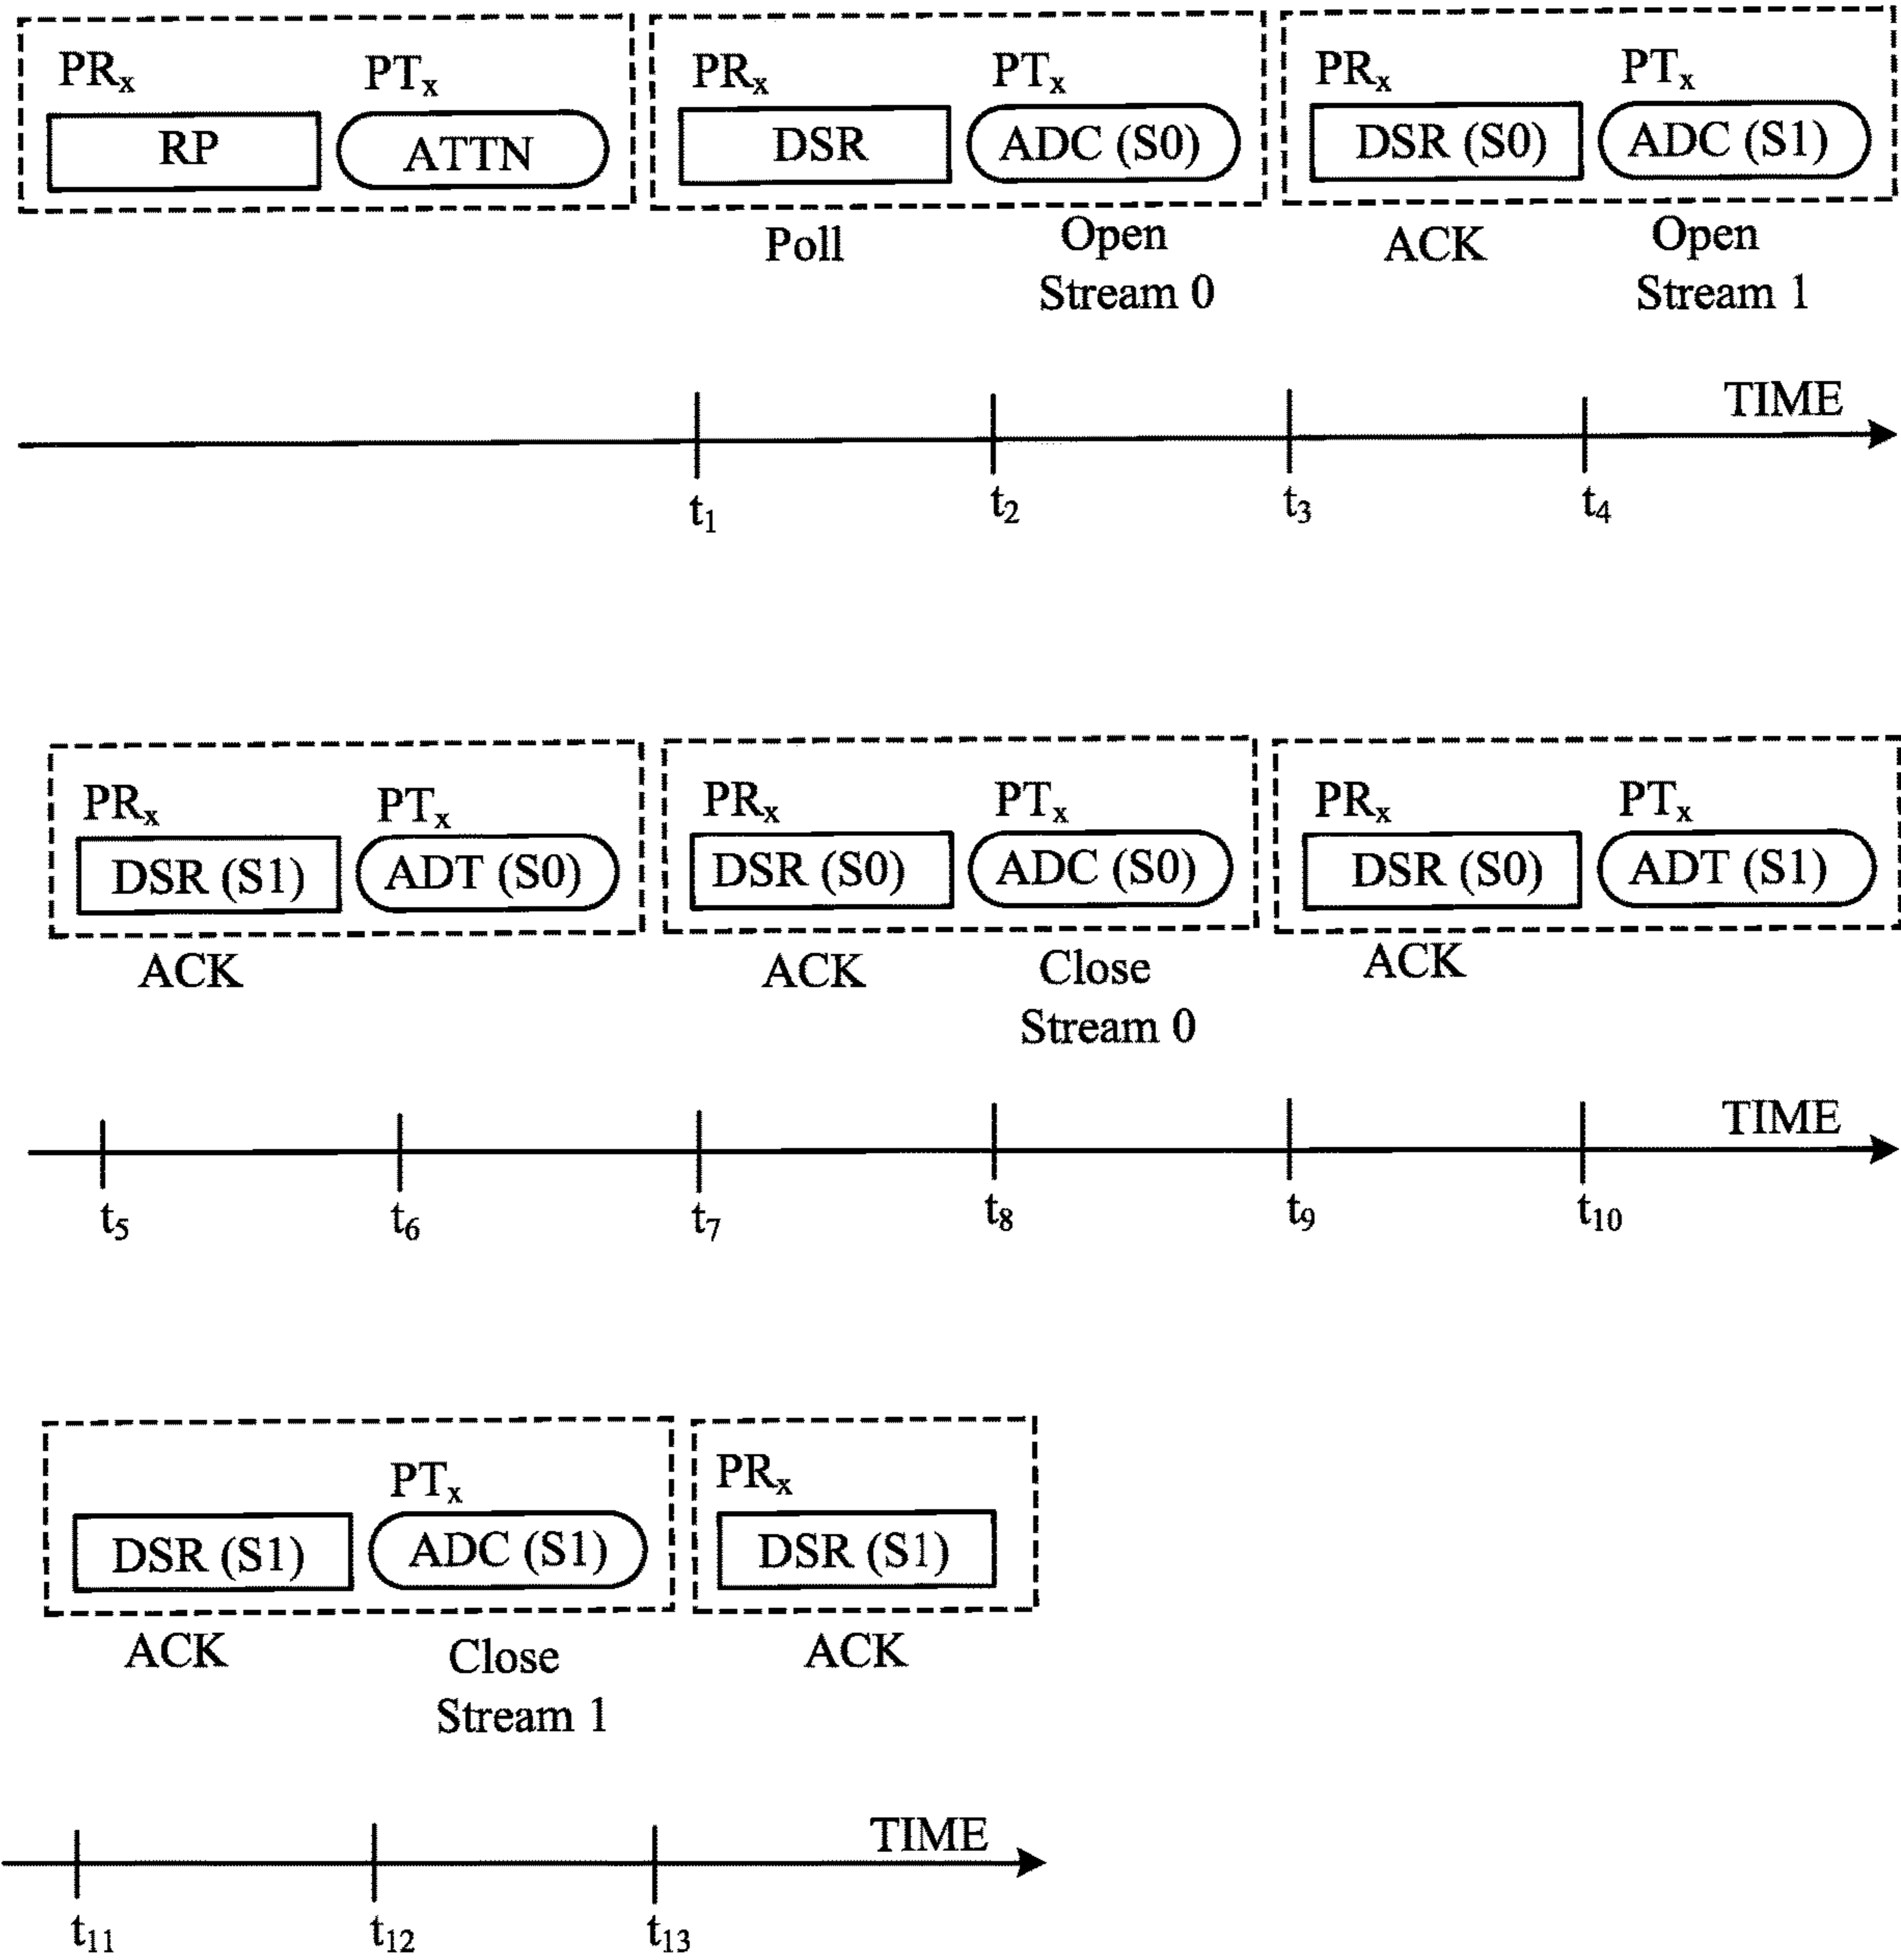 PRx PTx PRx PTx PRx PTx
RP ATTN DSR ADC (S0) DSR (S0) ADC (S1)
Poll Open Stream 0 ACK Open Stream 1
TIME
t1 t2 t3 t4
PRx PTx PRx PTx PRx PTx
DSR (S1) ADT (S0) DSR (S0) ADC (S0) DSR (S0) ADT (S1)
ACK ACK Close Stream 0 ACK
TIME
t5 t6 t7 t8 t9 t10
PTx PRx
DSR (S1) ADC (S1) DSR (S1)
ACK Close Stream 1 ACK
TIME
t11 t12 t13